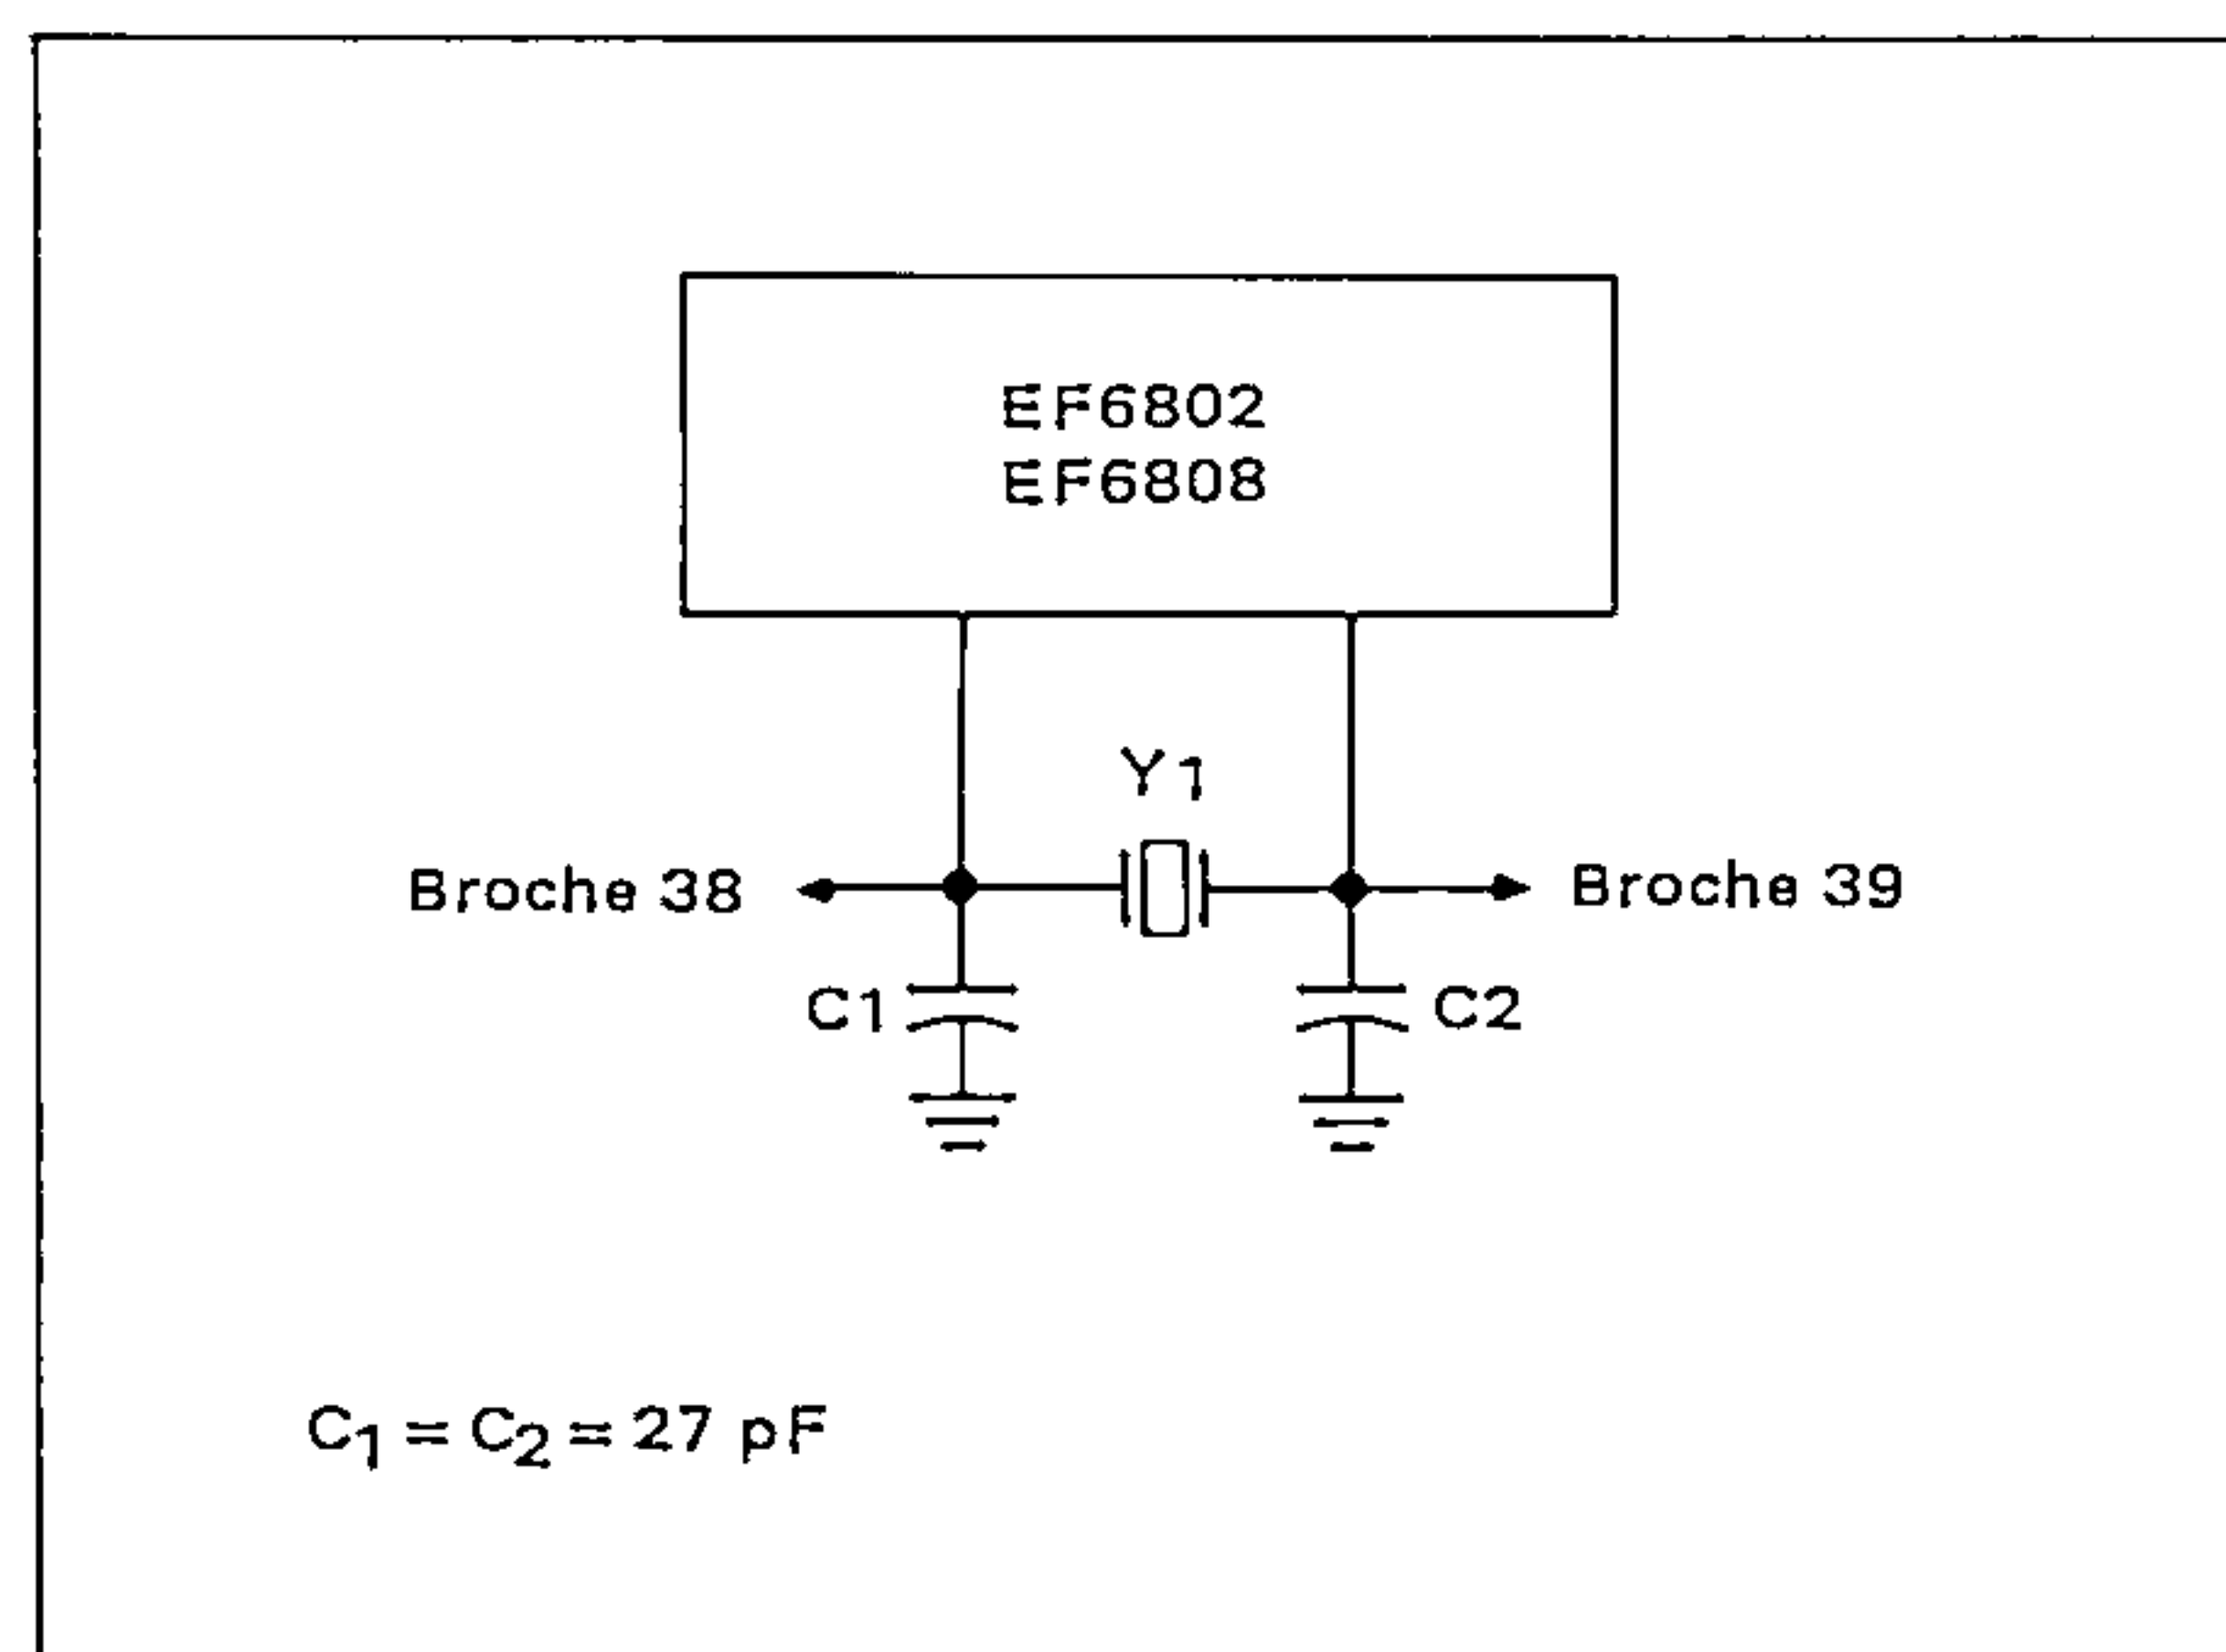 EF6802
EF6808
Y1
Broche 38
Broche 39
C1
C2
C₁ = C₂ = 27 pF